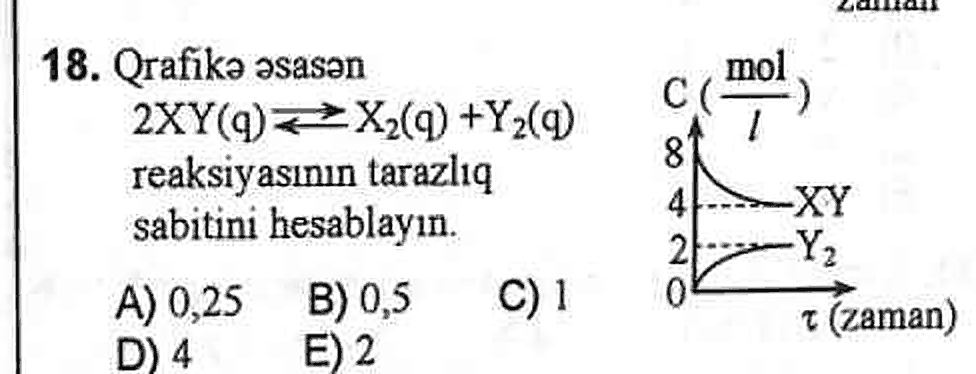 zaman
18. Qrafikə əsasən
2XY(q) ⇄ X₂(q) + Y₂(q)
reaksiyasının tarazlıq
sabitini hesablayın.
A) 0,25 B) 0,5 C) 1
D) 4 E) 2
C (mol/l)
8
4 XY
2 Y₂
0
τ (zaman)